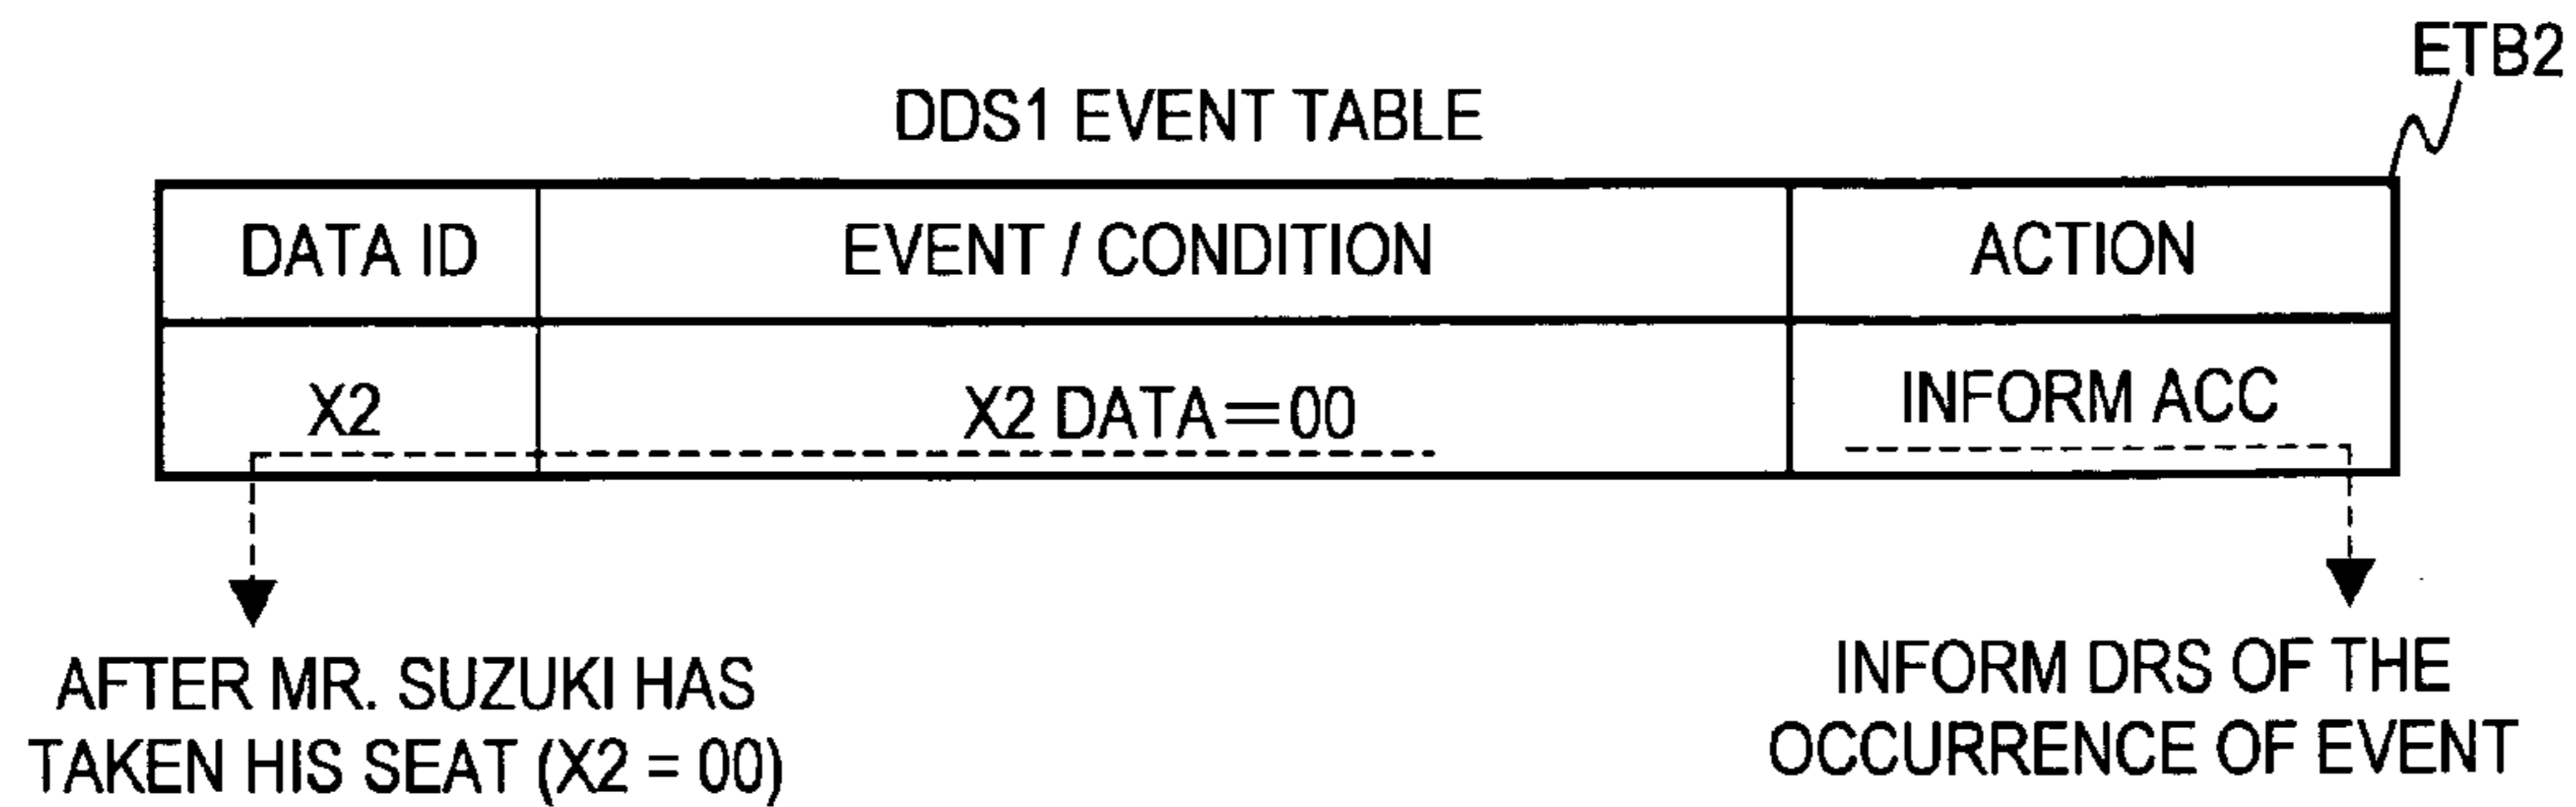 ETB2
DDS1 EVENT TABLE
DATA ID EVENT / CONDITION ACTION
X2 X2 DATA=00 INFORM ACC
AFTER MR. SUZUKI HAS
TAKEN HIS SEAT (X2 = 00)
INFORM DRS OF THE
OCCURRENCE OF EVENT